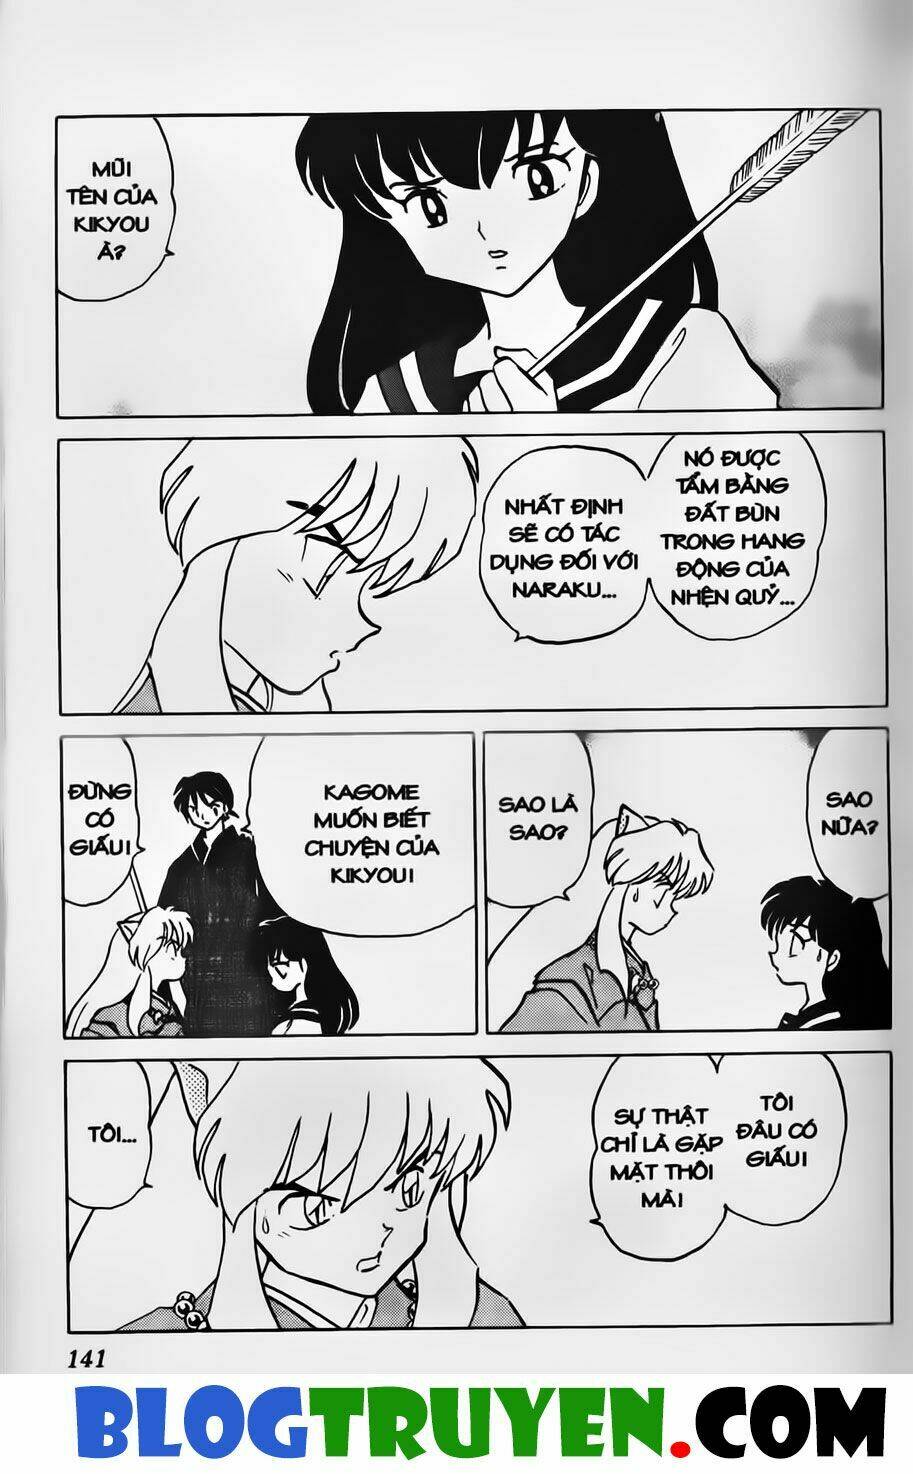 MŨI
TÊN CỦA
KIKYOU
À?
NÓ ĐƯỢC
TẨM BẰNG
ĐẤT BÙN
TRONG HANG
ĐỘNG CỦA
NHỆN QUỶ...
NHẤT ĐỊNH
SẼ CÓ TÁC
DỤNG ĐỐI VỚI
NARAKU...
SAO
NỮA?
SAO LÀ
SAO?
KAGOME
MUỐN BIẾT
CHUYỆN CỦA
KIKYOU!
ĐỪNG
CÓ
GIẤU!
TÔI
ĐÂU CÓ
GIẤU!
SỰ THẬT
CHỈ LÀ GẶP
MẶT THÔI
MÀ!
TÔI...
141
BLOGTRUYEN.COM